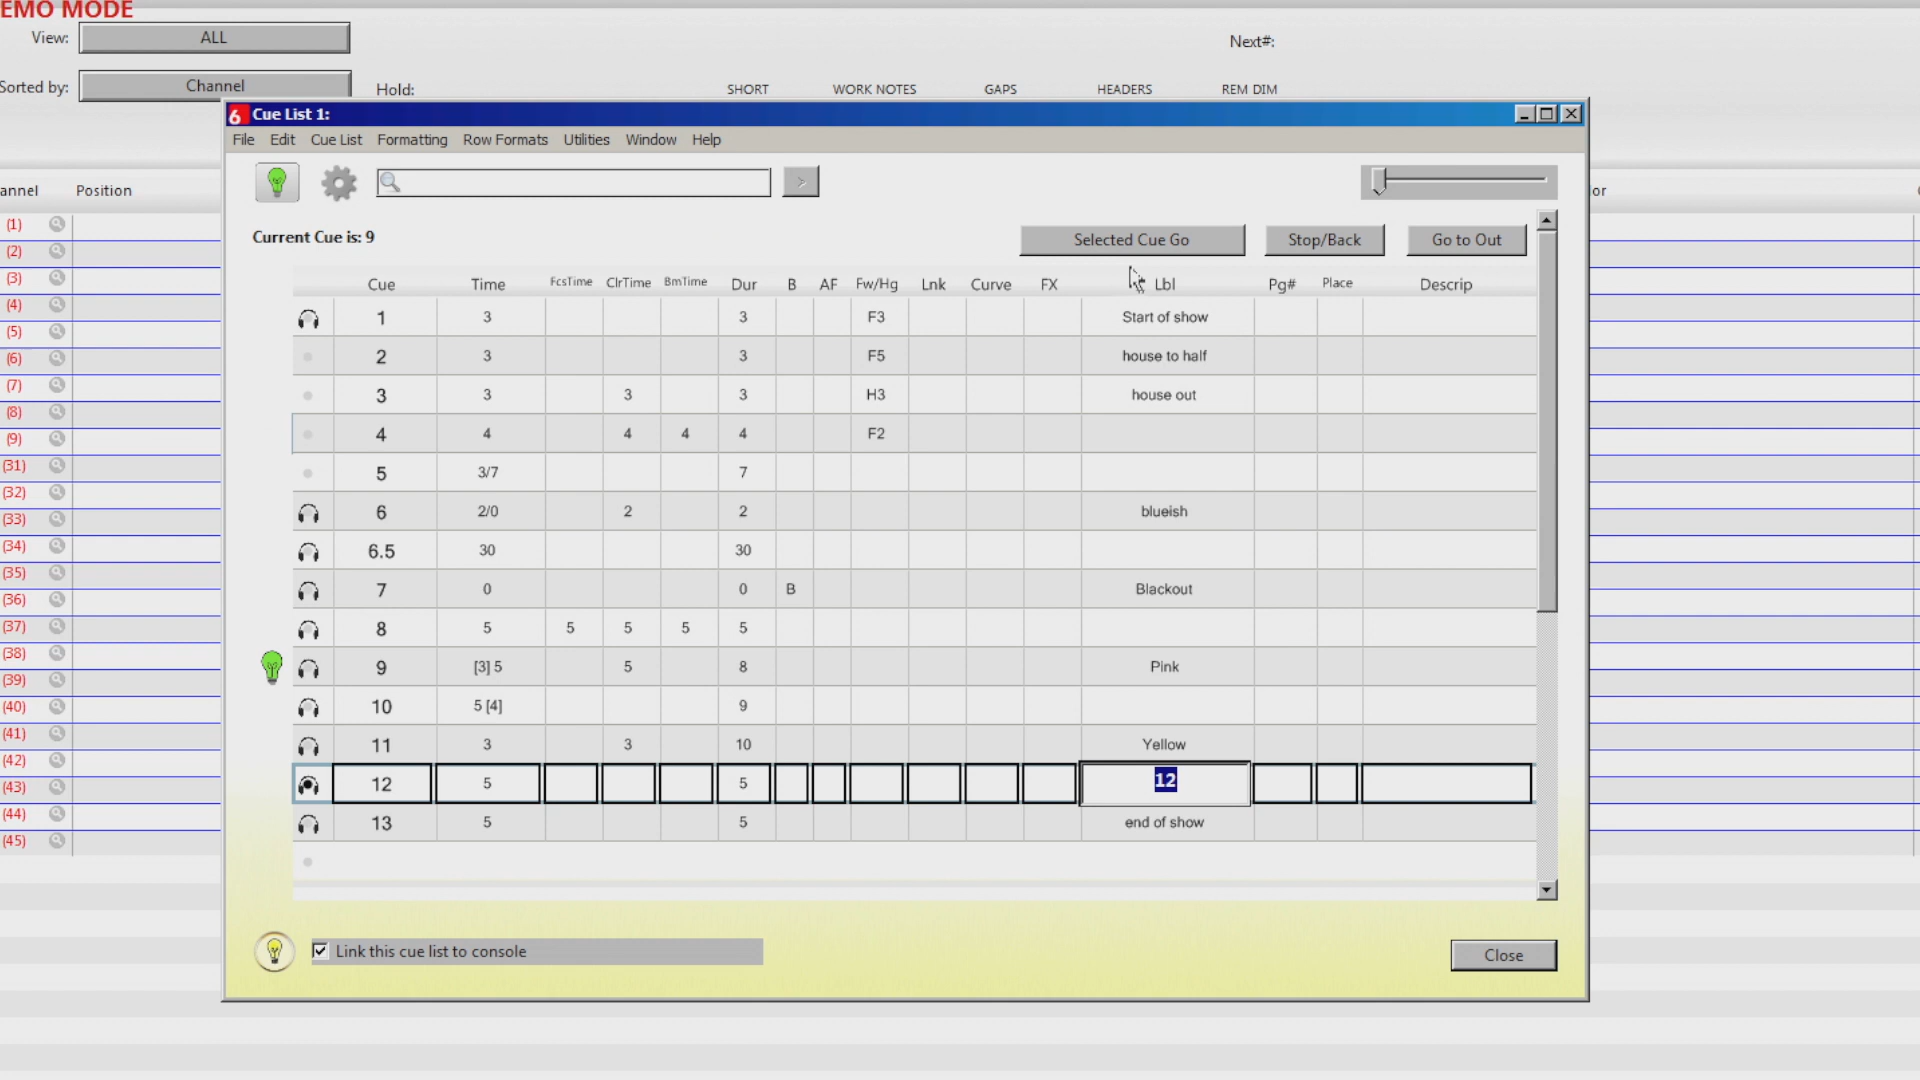 EMO MODE
View: ALL
Next#:
Sorted by: Channel
Hold: SHORT WORK NOTES GAPS HEADERS REM DIM
6 Cue List 1:
File Edit Cue List Formatting Row Formats Utilities Window Help
annel Position
or
>
Current Cue is: 9
Selected Cue Go Stop/Back Go to Out
Cue Time FcsTime ClrTime BmTime Dur B AF Fw/Hg Lnk Curve FX Lbl Pg# Place Descrip
1 3 3 F3 Start of show
2 3 3 F5 house to half
3 3 3 3 H3 house out
4 4 4 4 4 F2
5 3/7 7
6 2/0 2 2 blueish
6.5 30 30
7 0 0 B Blackout
8 5 5 5 5 5
9 [3] 5 5 8 Pink
10 5 [4] 9
11 3 3 10 Yellow
12 5 5 12
13 5 5 end of show
(1)
(2)
(3)
(4)
(5)
(6)
(7)
(8)
(9)
(31)
(32)
(33)
(34)
(35)
(36)
(37)
(38)
(39)
(40)
(41)
(42)
(43)
(44)
(45)
Link this cue list to console
Close